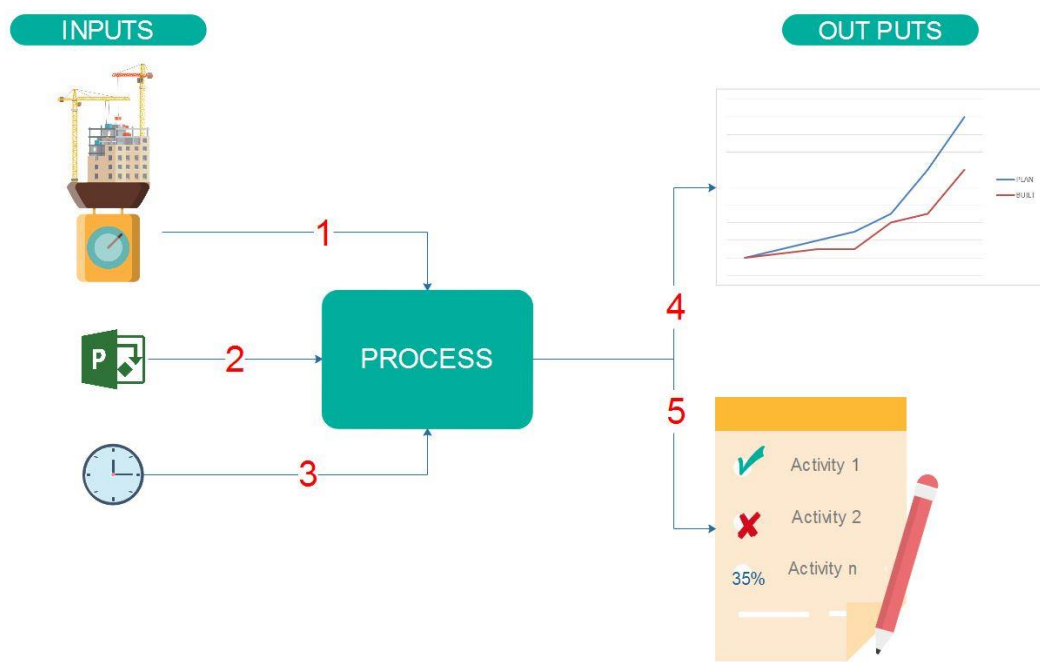 INPUTS
OUT PUTS
PLAN
BUILT
1
4
P
2
PROCESS
5
3
Activity 1
Activity 2
Activity n
35%